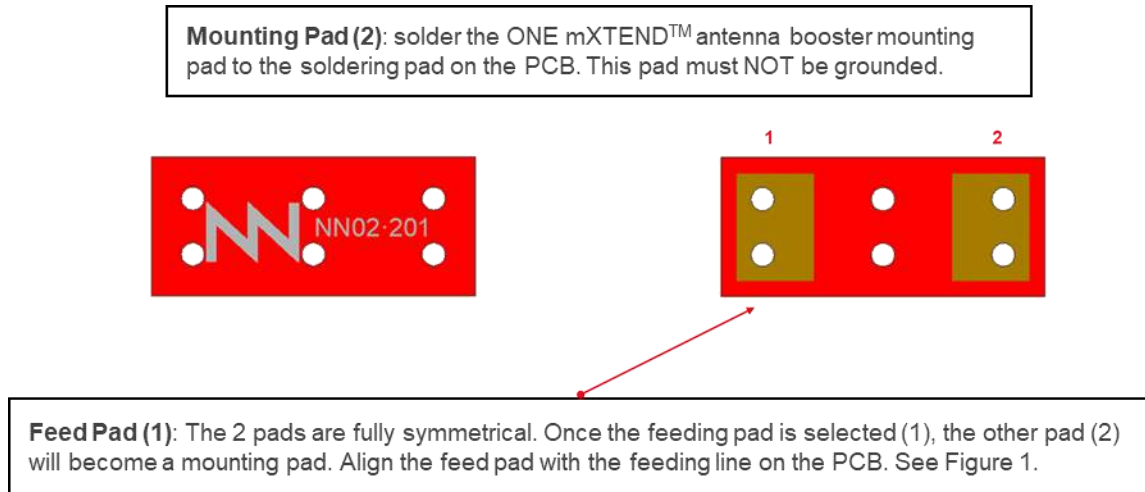 Mounting Pad (2): solder the ONE mXTEND™ antenna booster mounting
pad to the soldering pad on the PCB. This pad must NOT be grounded.
1
2
NN02·201
Feed Pad (1): The 2 pads are fully symmetrical. Once the feeding pad is selected (1), the other pad (2)
will become a mounting pad. Align the feed pad with the feeding line on the PCB. See Figure 1.